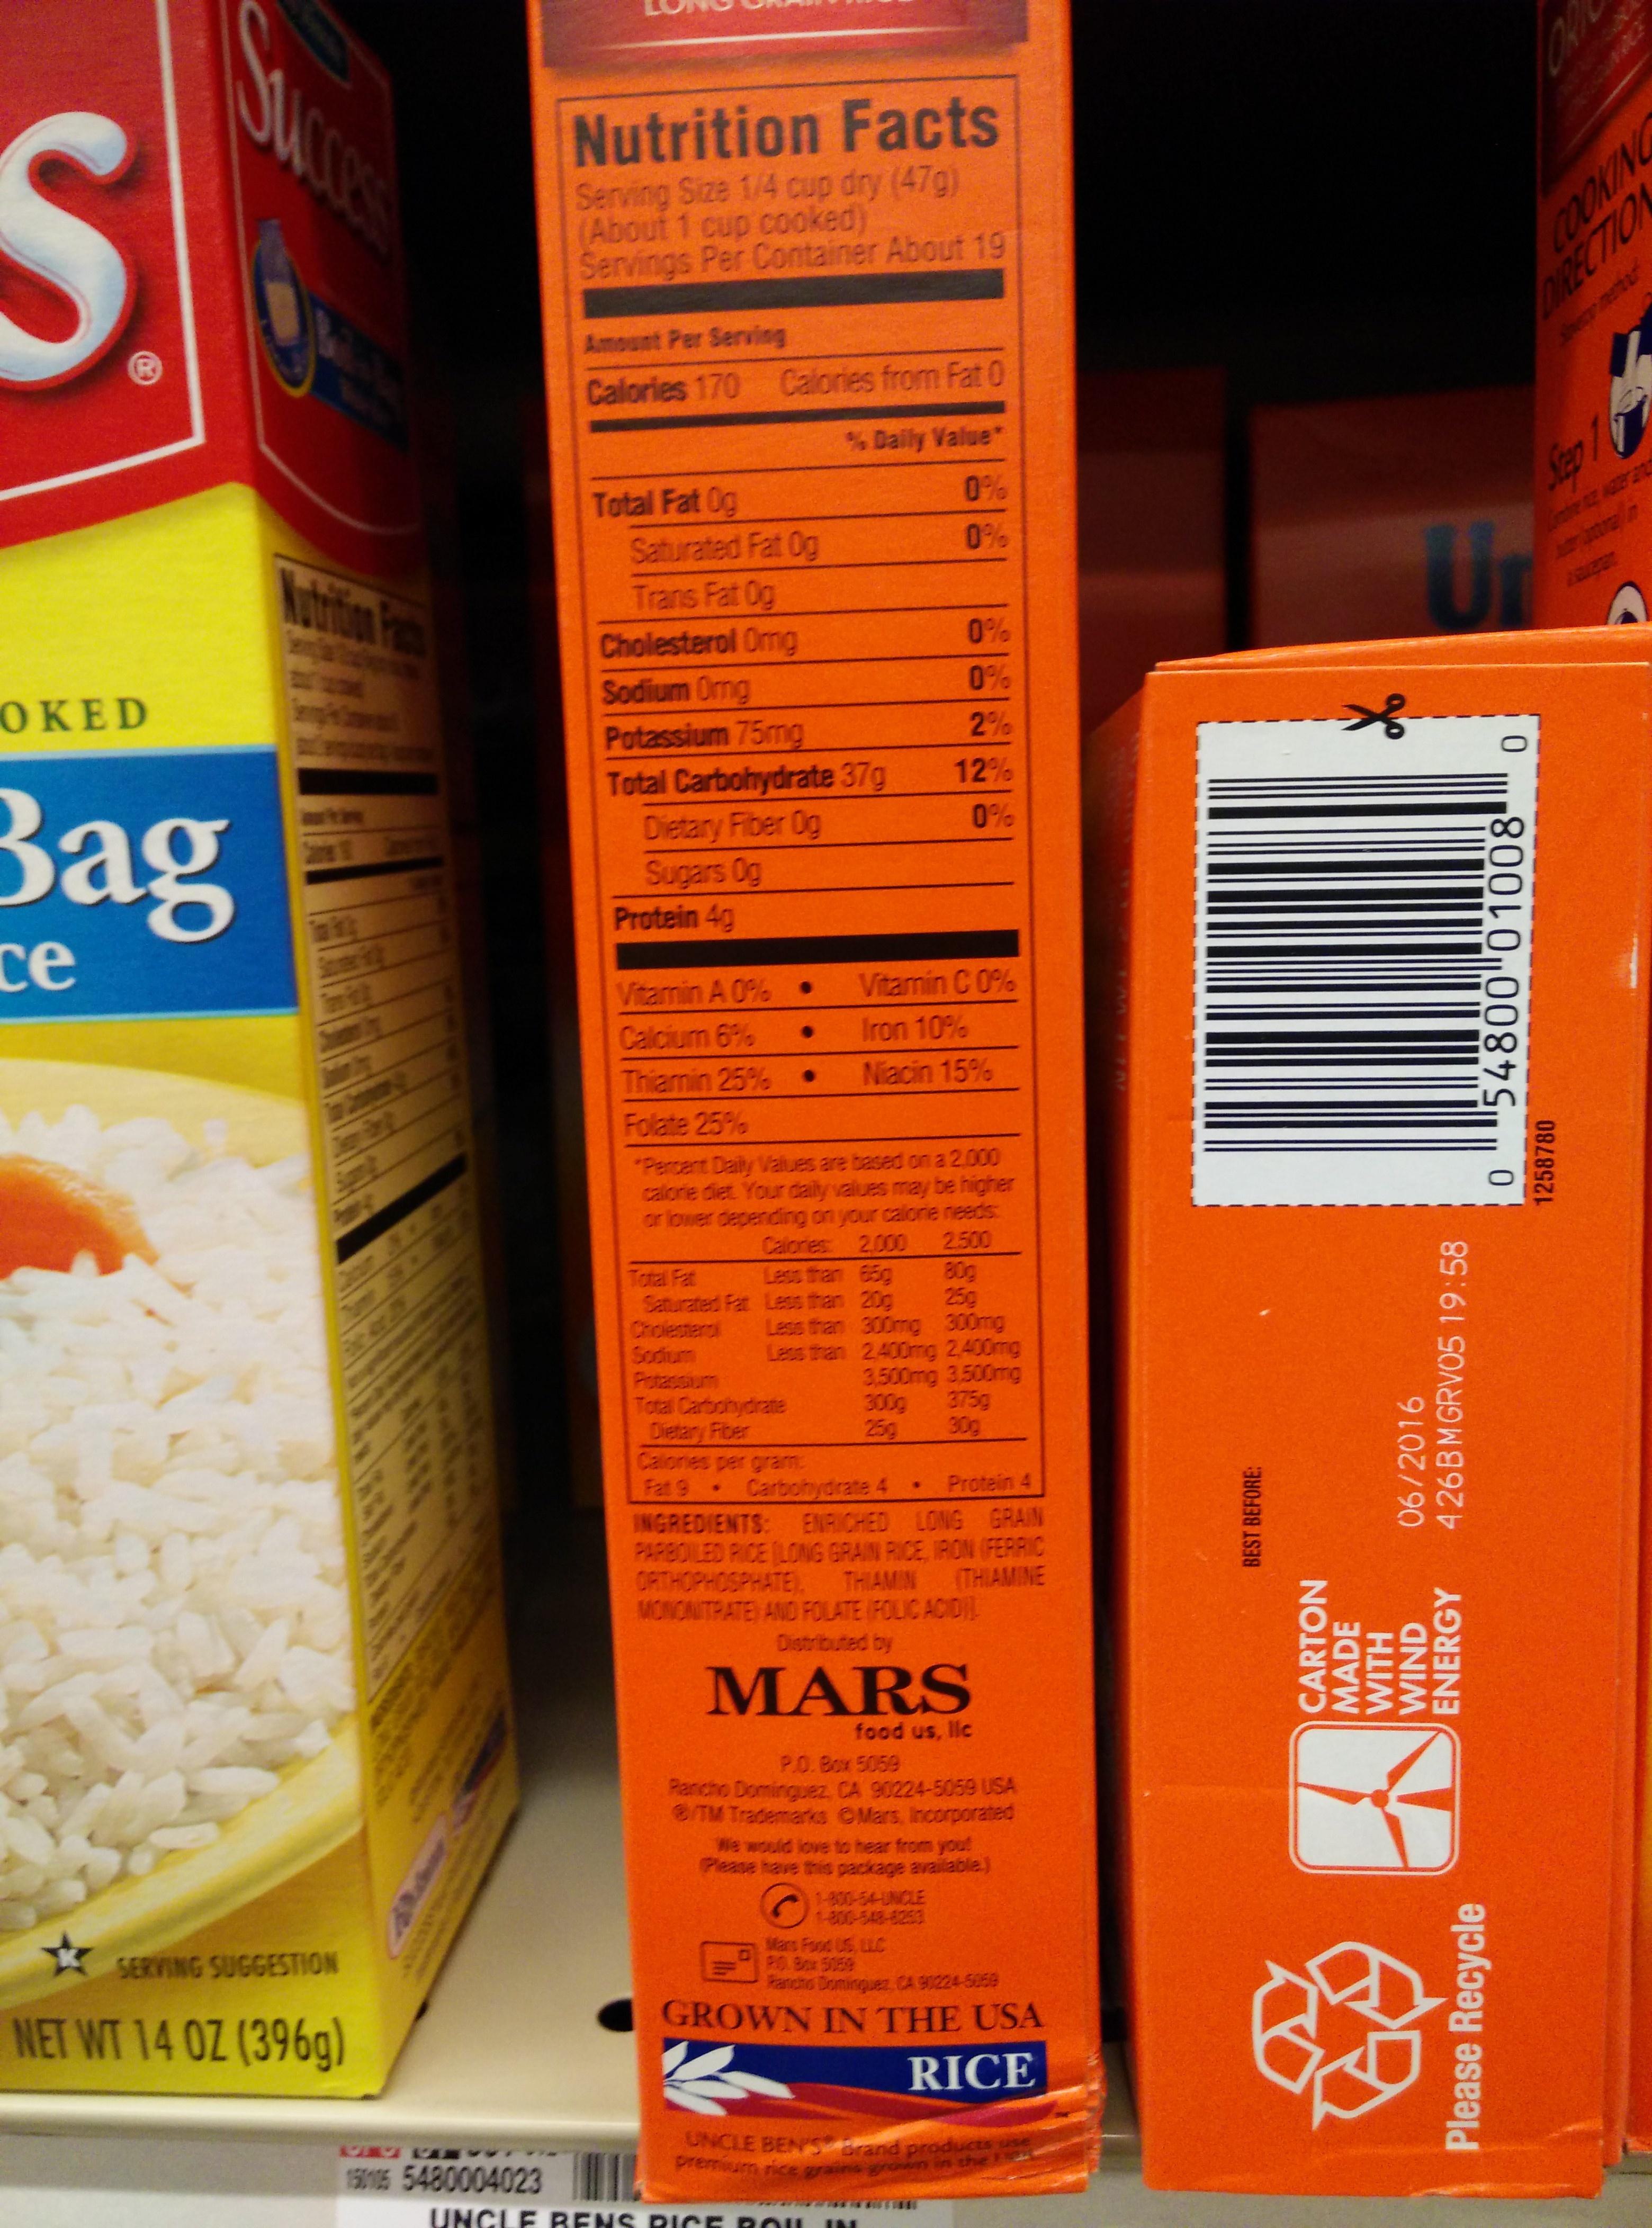 S
®
Success
OKED
Bag
ce
Nutrition Facts
SERVING SUGGESTION
NET WT 14 OZ (396g)
LONG GRAIN RICE
Nutrition Facts
Serving Size 1/4 cup dry (47g)
(About 1 cup cooked)
Servings Per Container About 19
Amount Per Serving
Calories 170 Calories from Fat 0
% Daily Value*
Total Fat 0g 0%
Saturated Fat 0g 0%
Trans Fat 0g
Cholesterol 0mg 0%
Sodium 0mg 0%
Potassium 75mg 2%
Total Carbohydrate 37g 12%
Dietary Fiber 0g 0%
Sugars 0g
Protein 4g
Vitamin A 0% • Vitamin C 0%
Calcium 6% • Iron 10%
Thiamin 25% • Niacin 15%
Folate 25%
*Percent Daily Values are based on a 2,000
calorie diet. Your daily values may be higher
or lower depending on your calorie needs:
Calories: 2,000 2,500
Total Fat Less than 65g 80g
Saturated Fat Less than 20g 25g
Cholesterol Less than 300mg 300mg
Sodium Less than 2,400mg 2,400mg
Potassium 3,500mg 3,500mg
Total Carbohydrate 300g 375g
Dietary Fiber 25g 30g
Calories per gram:
Fat 9 • Carbohydrate 4 • Protein 4
INGREDIENTS: ENRICHED LONG GRAIN
PARBOILED RICE [LONG GRAIN RICE, IRON (FERRIC
ORTHOPHOSPHATE), THIAMIN (THIAMINE
MONONITRATE) AND FOLATE (FOLIC ACID)].
Distributed by
MARS
food us, llc
P.O. Box 5059
Rancho Dominguez, CA 90224-5059 USA
®/TM Trademarks ©Mars, Incorporated
We would love to hear from you!
(Please have this package available.)
1-800-54-UNCLE
1-800-548-6253
Mars Food US, LLC
P.O. Box 5059
Rancho Dominguez, CA 90224-5059
GROWN IN THE USA
RICE
UNCLE BEN'S® Brand products use
premium rice grains grown in the
150105 5480004023
UNCLE BENS RICE BOIL IN
Un
COOKING
DIRECTION
Step 1
0 54800 01008 0
1258780
BEST BEFORE:
06/2016
426BMGRV05 19:58
CARTON
MADE
WITH
WIND
ENERGY
Please Recycle